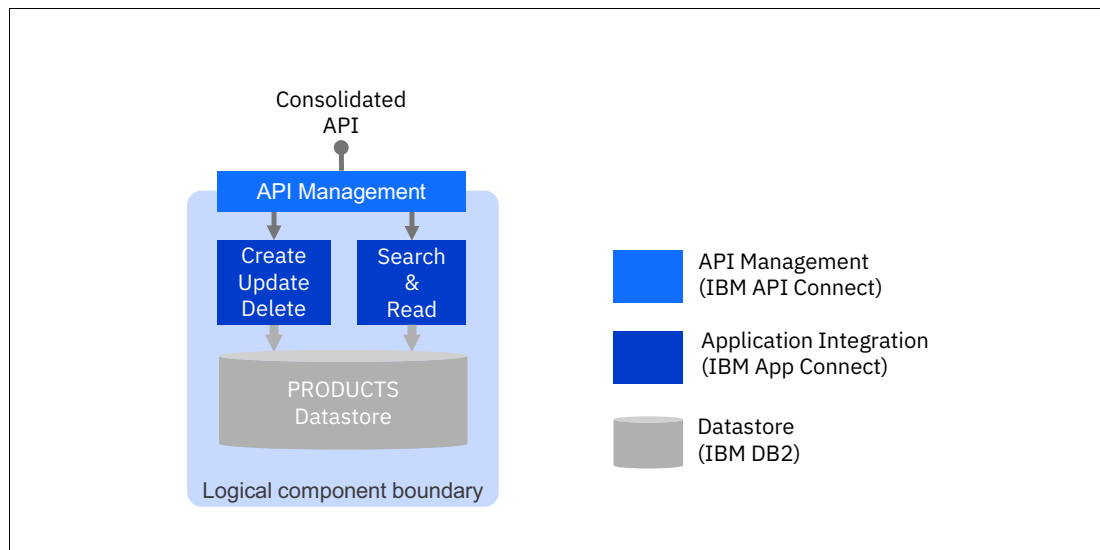 Consolidated
API
API Management
Create
Update
Delete
Search
&
Read
PRODUCTS
Datastore
Logical component boundary
API Management
(IBM API Connect)
Application Integration
(IBM App Connect)
Datastore
(IBM DB2)